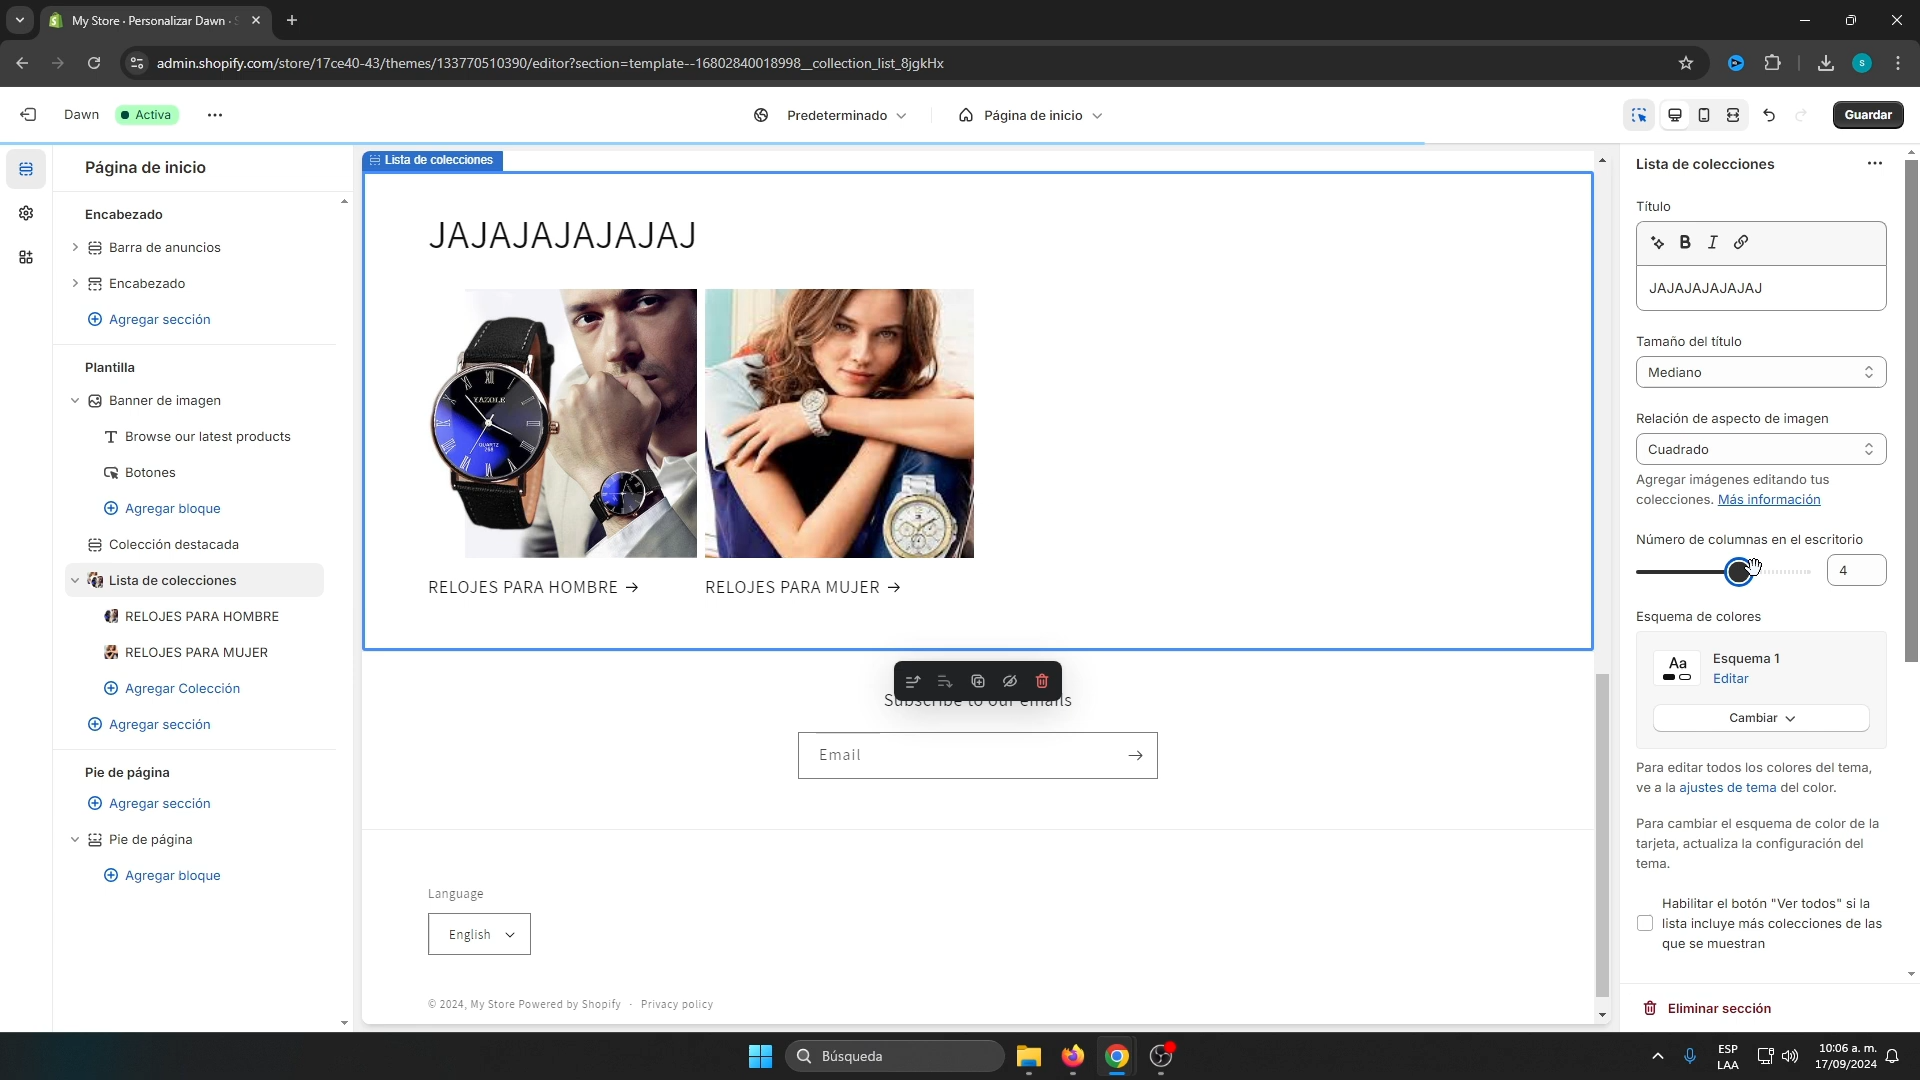 My Store · Personalizar Dawn ·
admin.shopify.com/store/17ce40-43/themes/133770510390/editor?section=template--16802840018998__collection_list_8jgkHx
S
Dawn
Activa
Predeterminado
Página de inicio
Guardar
Página de inicio
Encabezado
Barra de anuncios
Encabezado
Agregar sección
Plantilla
Banner de imagen
Browse our latest products
Botones
Agregar bloque
Colección destacada
Lista de colecciones
RELOJES PARA HOMBRE
RELOJES PARA MUJER
Agregar Colección
Agregar sección
Pie de página
Agregar sección
Pie de página
Agregar bloque
Lista de colecciones
JAJAJAJAJAJAJ
YAZOLE
QUARTZ
268
RELOJES PARA HOMBRE →
RELOJES PARA MUJER →
Subscribe to our emails
Email
Language
English
© 2024, My Store Powered by Shopify · Privacy policy
Lista de colecciones
Título
B I
JAJAJAJAJAJAJ
Tamaño del título
Mediano
Relación de aspecto de imagen
Cuadrado
Agregar imágenes editando tus
colecciones. Más información
Número de columnas en el escritorio
4
Esquema de colores
Aa
Esquema 1
Editar
Cambiar
Para editar todos los colores del tema,
ve a la ajustes de tema del color.
Para cambiar el esquema de color de la
tarjeta, actualiza la configuración del
tema.
Habilitar el botón "Ver todos" si la
lista incluye más colecciones de las
que se muestran
Eliminar sección
Búsqueda
ESP
LAA
10:06 a. m.
17/09/2024